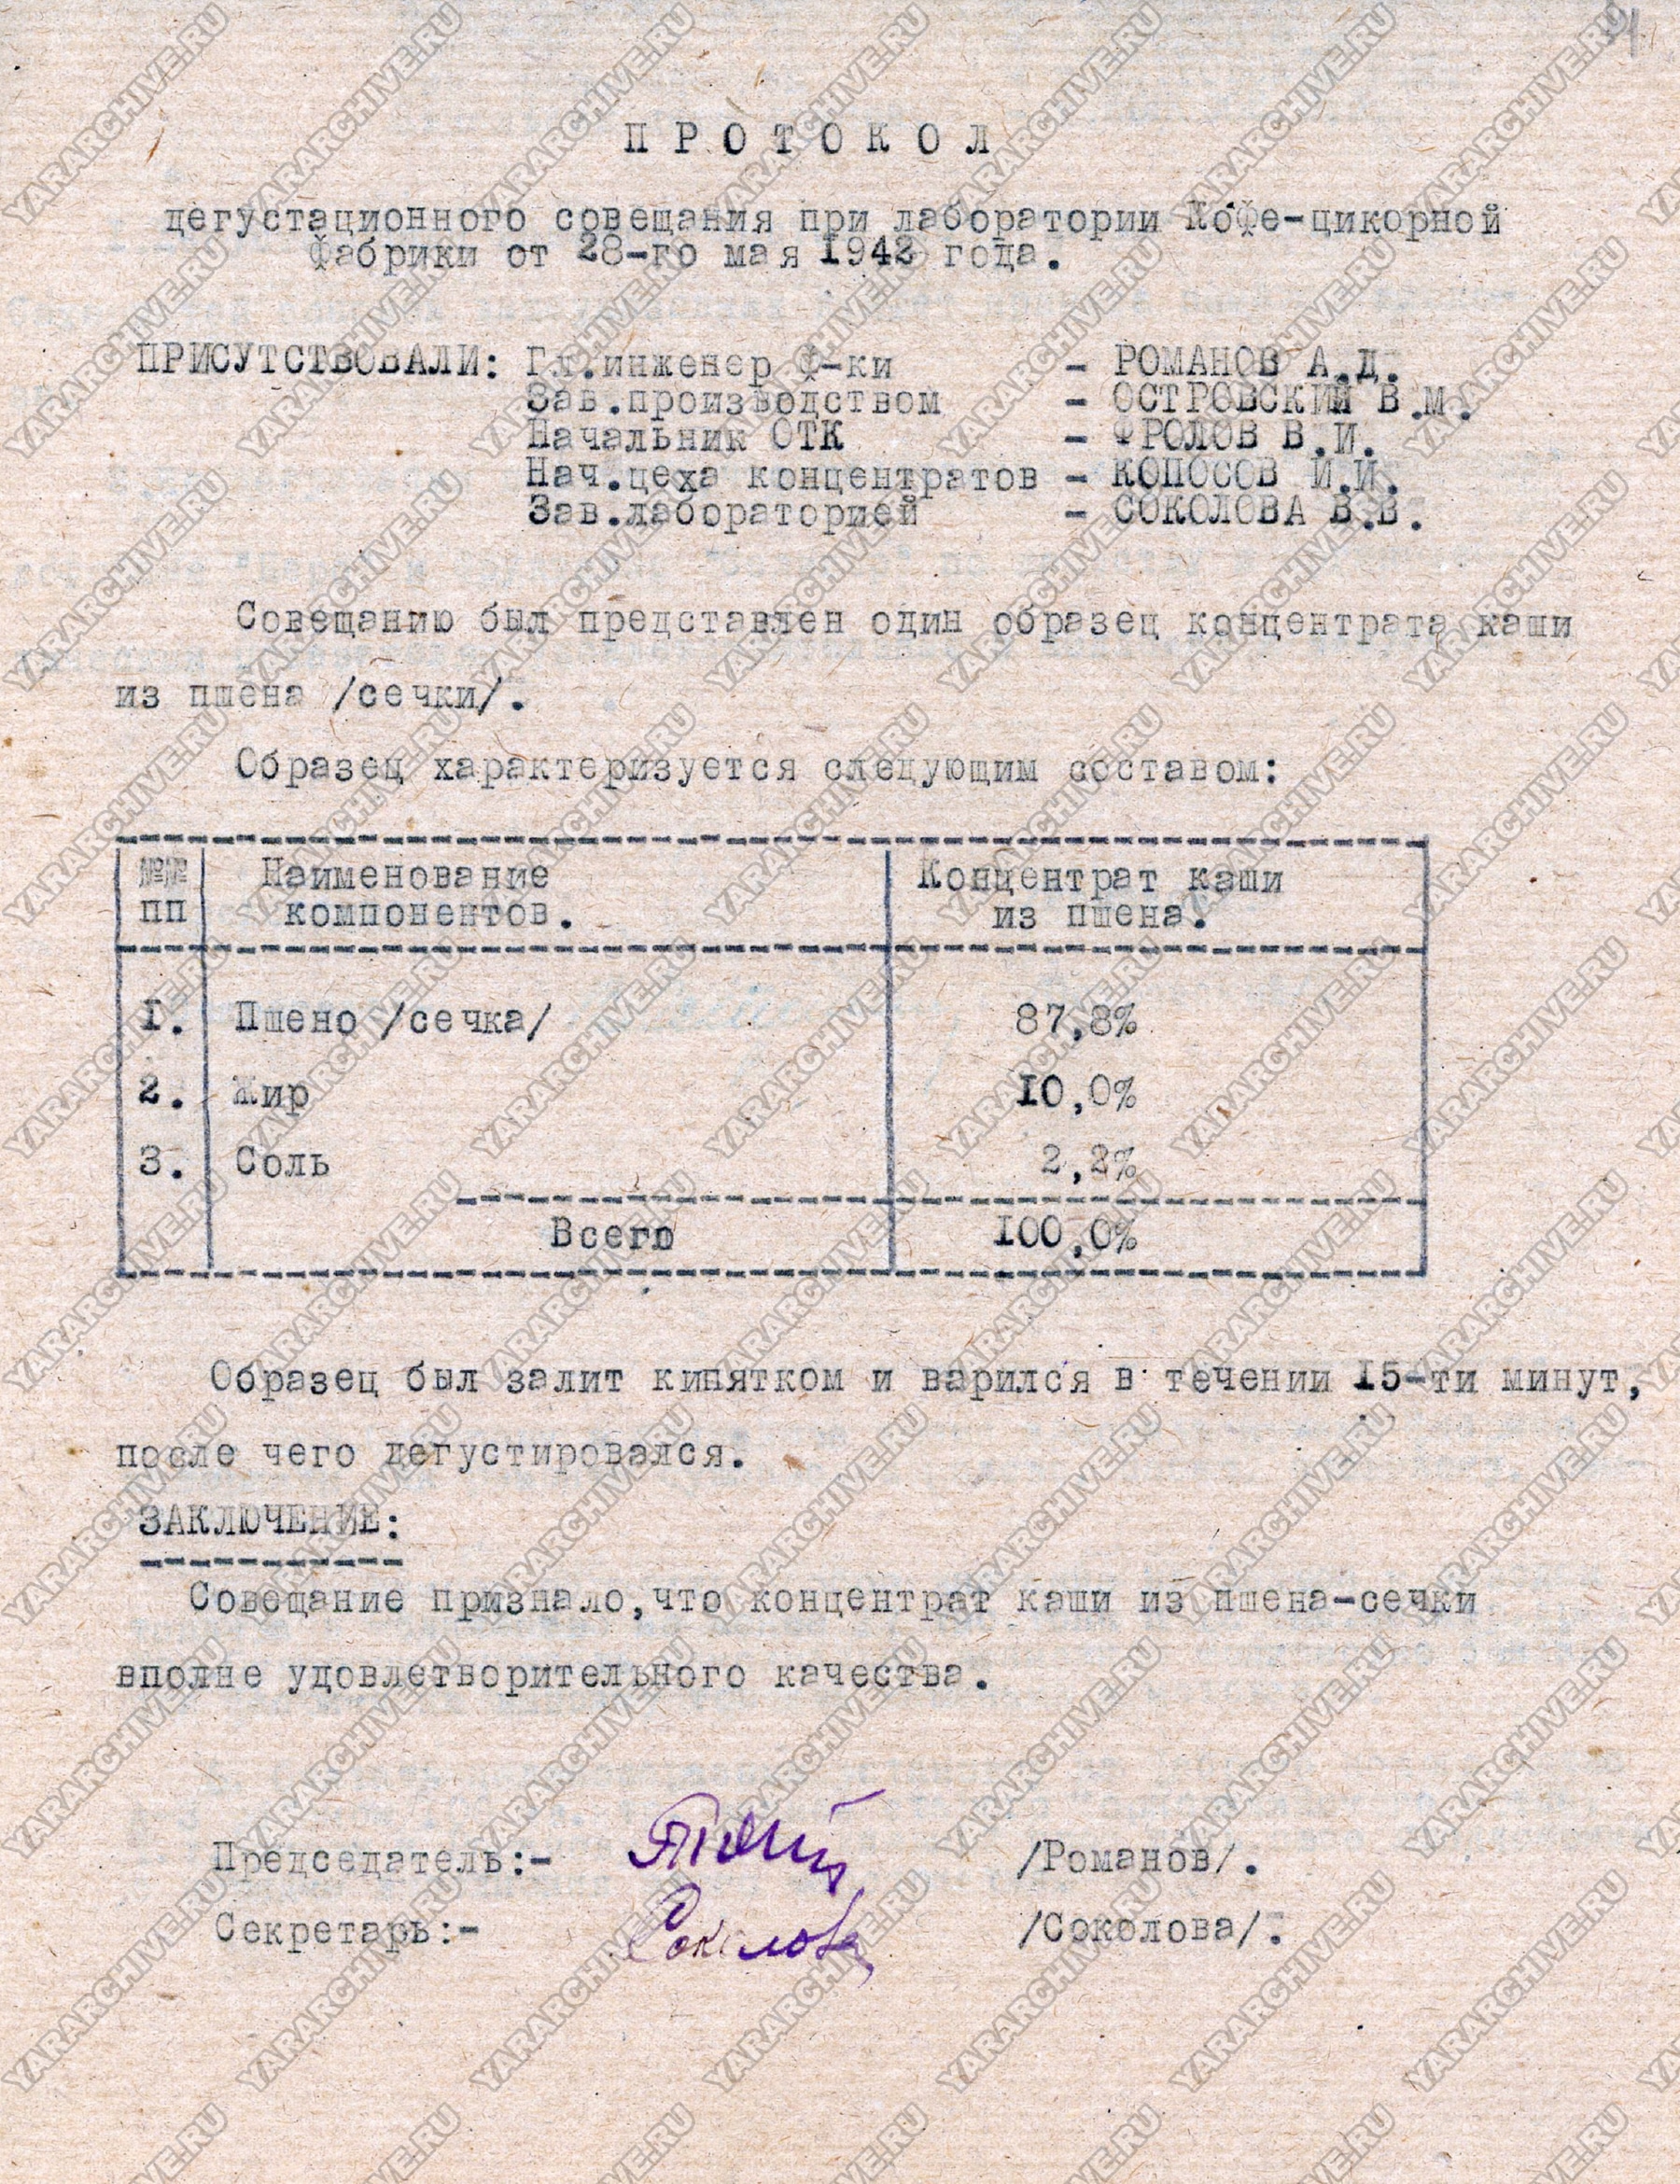 П Р О Т О К О Л
дегустационного совещания при лаборатории Кофе-цикорной
Фабрики от 28-го мая 1942 года.
ПРИСУТСТВОВАЛИ: Гл.инженер Ф-ки - РОМАНОВ А.Д.
Зав.производством - ОСТРОВСКИЙ В.М.
Начальник ОТК - ФРОЛОВ В.И.
Нач.цеха концентратов - КОПОСОВ И.И.
Зав.лабораторией - СОКОЛОВА В.В.
Совещанию был представлен один образец концентрата каши
из пшена /сечки/.
Образец характеризуется следующим составом:
№№ Наименование Концентрат каши
пп компонентов. из пшена.
1. Пшено /сечка/ 87,8%
2. Жир 10,0%
3. Соль 2,2%
Всего 100,0%
Образец был залит кипятком и варился в течении 15-ти минут,
после чего дегустировался.
ЗАКЛЮЧЕНИЕ:
Совещание признало,что концентрат каши из пшена-сечки
вполне удовлетворительного качества.
Председатель:- /Романов/.
Секретарь:- Соколова /Соколова/.
YARARCHIVE.RU